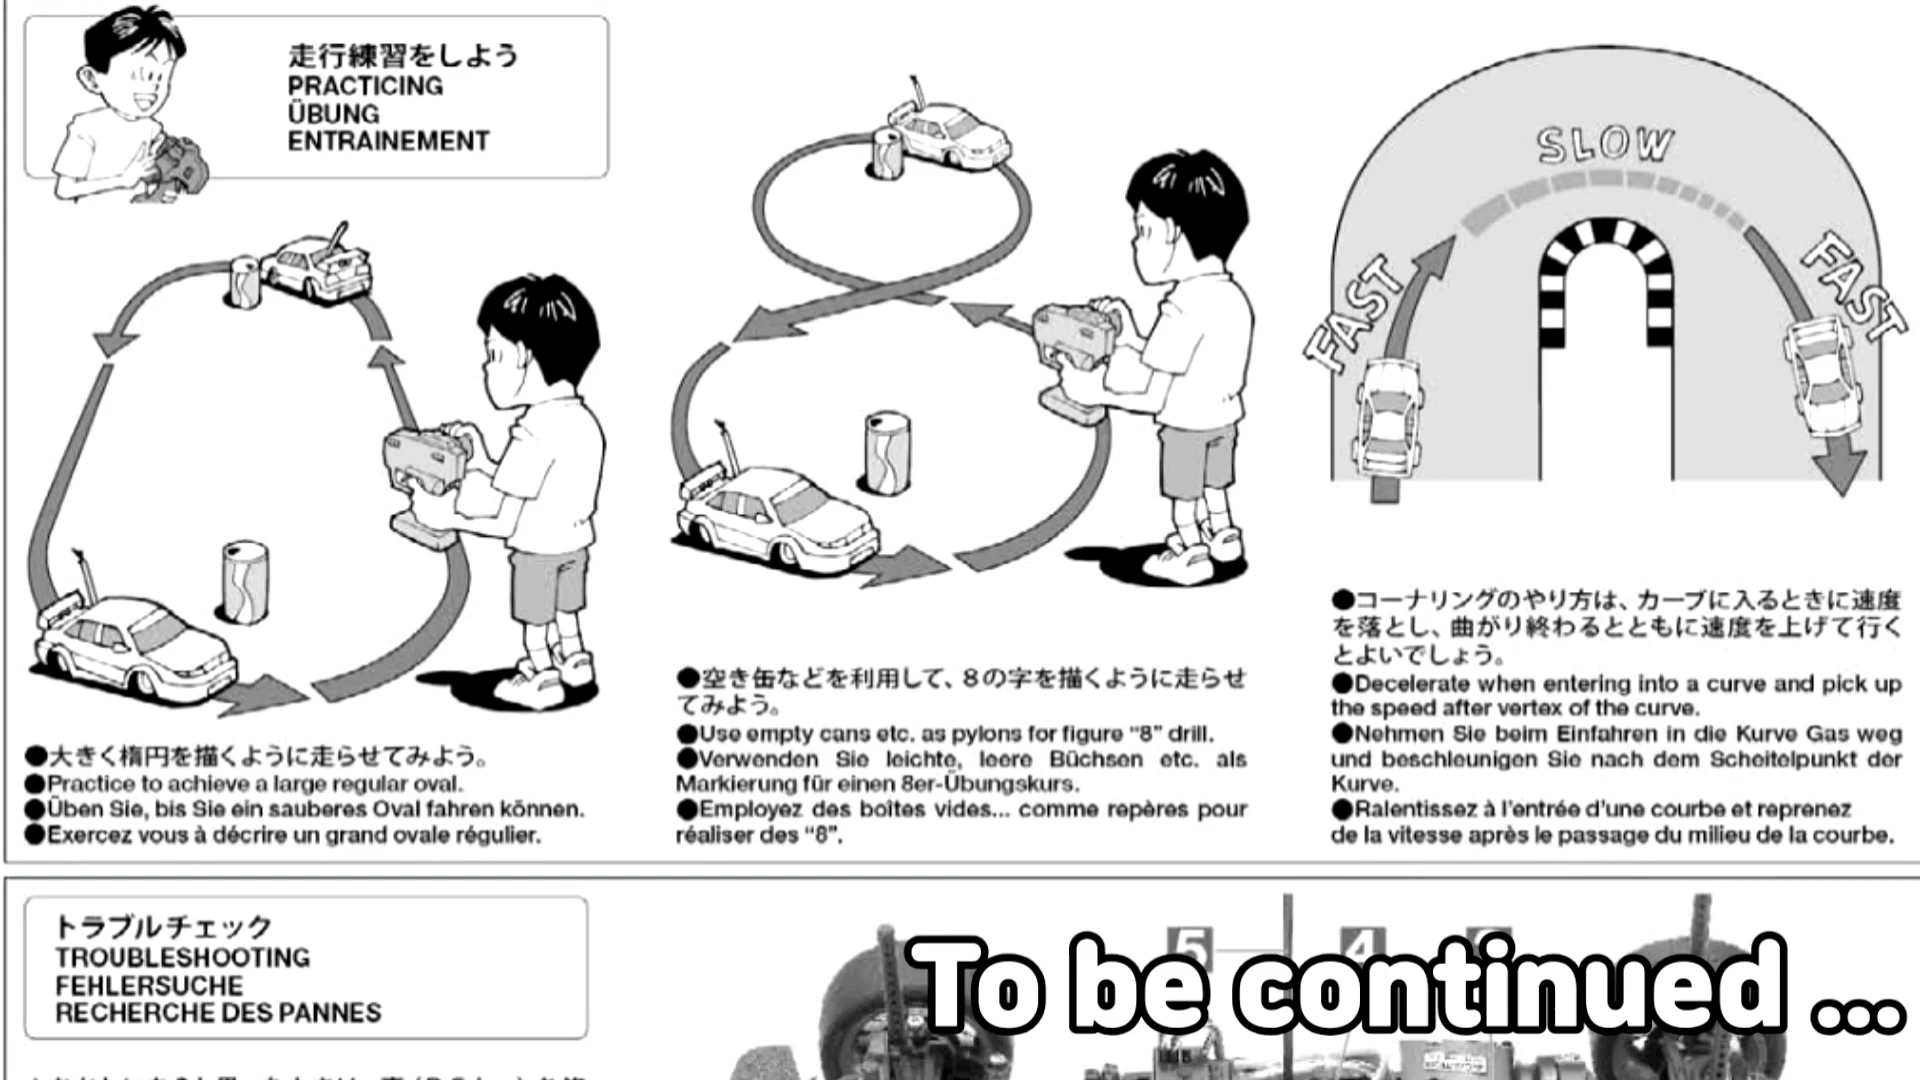 走行練習をしよう
PRACTICING
ÜBUNG
ENTRAINEMENT
●大きく楕円を描くように走らせてみよう。
●Practice to achieve a large regular oval.
●Üben Sie, bis Sie ein sauberes Oval fahren können.
●Exercez vous à décrire un grand ovale régulier.
●空き缶などを利用して、８の字を描くように走らせ
てみよう。
●Use empty cans etc. as pylons for figure “8” drill.
●Verwenden Sie leichte, leere Büchsen etc. als
Markierung für einen 8er-Übungskurs.
●Employez des boîtes vides... comme repères pour
réaliser des “8”.
SLOW
FAST
FAST
●コーナリングのやり方は、カーブに入るときに速度
を落とし、曲がり終わるとともに速度を上げて行く
とよいでしょう。
●Decelerate when entering into a curve and pick up
the speed after vertex of the curve.
●Nehmen Sie beim Einfahren in die Kurve Gas weg
und beschleunigen Sie nach dem Scheitelpunkt der
Kurve.
●Ralentissez à l'entrée d'une courbe et reprenez
de la vitesse après le passage du milieu de la courbe.
トラブルチェック
TROUBLESHOOTING
FEHLERSUCHE
RECHERCHE DES PANNES
5
4
To be continued ...